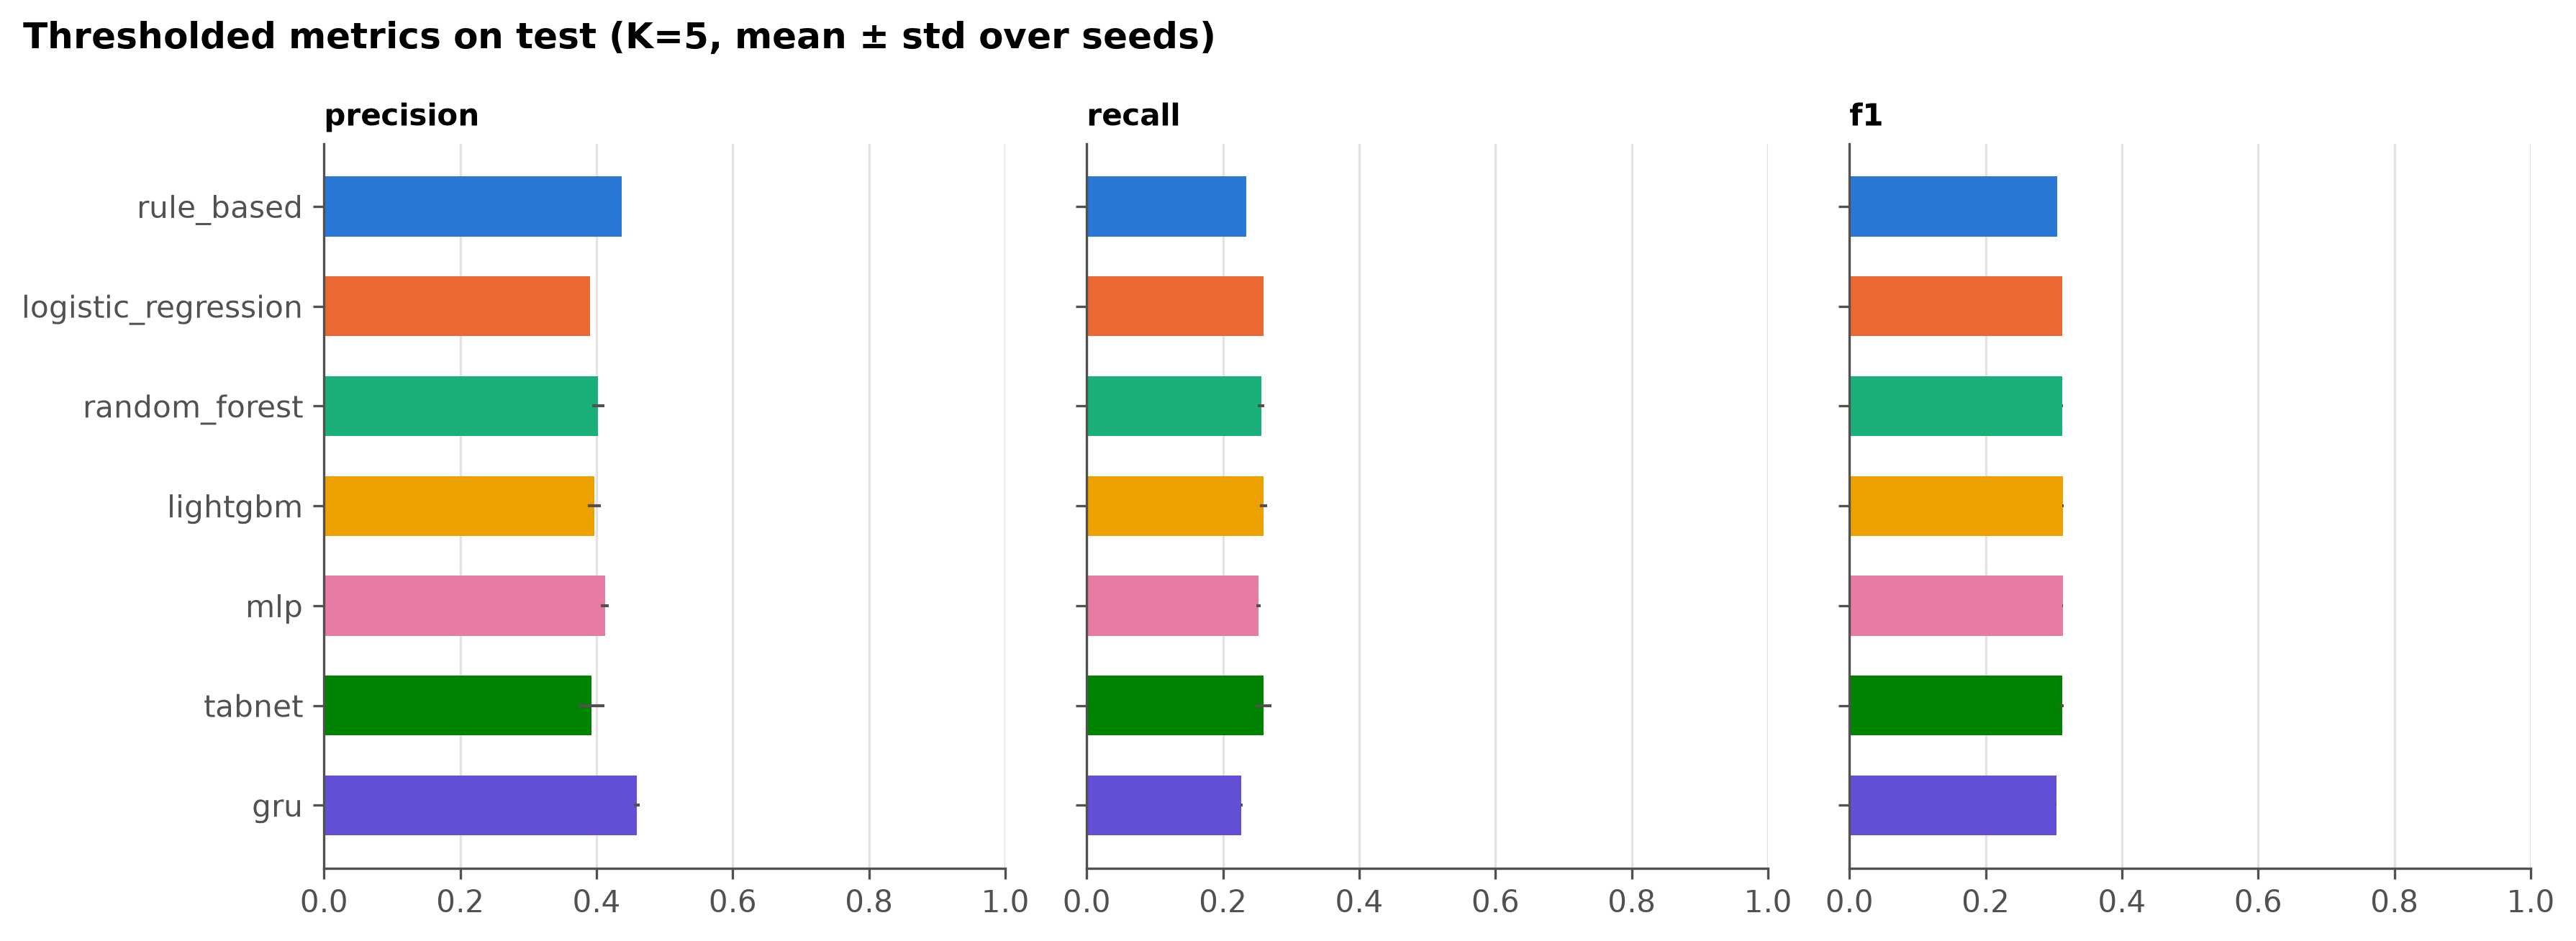 Thresholded metrics on test (K=5, mean ± std over seeds)
precision
recall
f1
rule_based
logistic_regression
random_forest
lightgbm
mlp
tabnet
gru
0.0 0.2 0.4 0.6 0.8 1.0
0.0 0.2 0.4 0.6 0.8 1.0
0.0 0.2 0.4 0.6 0.8 1.0